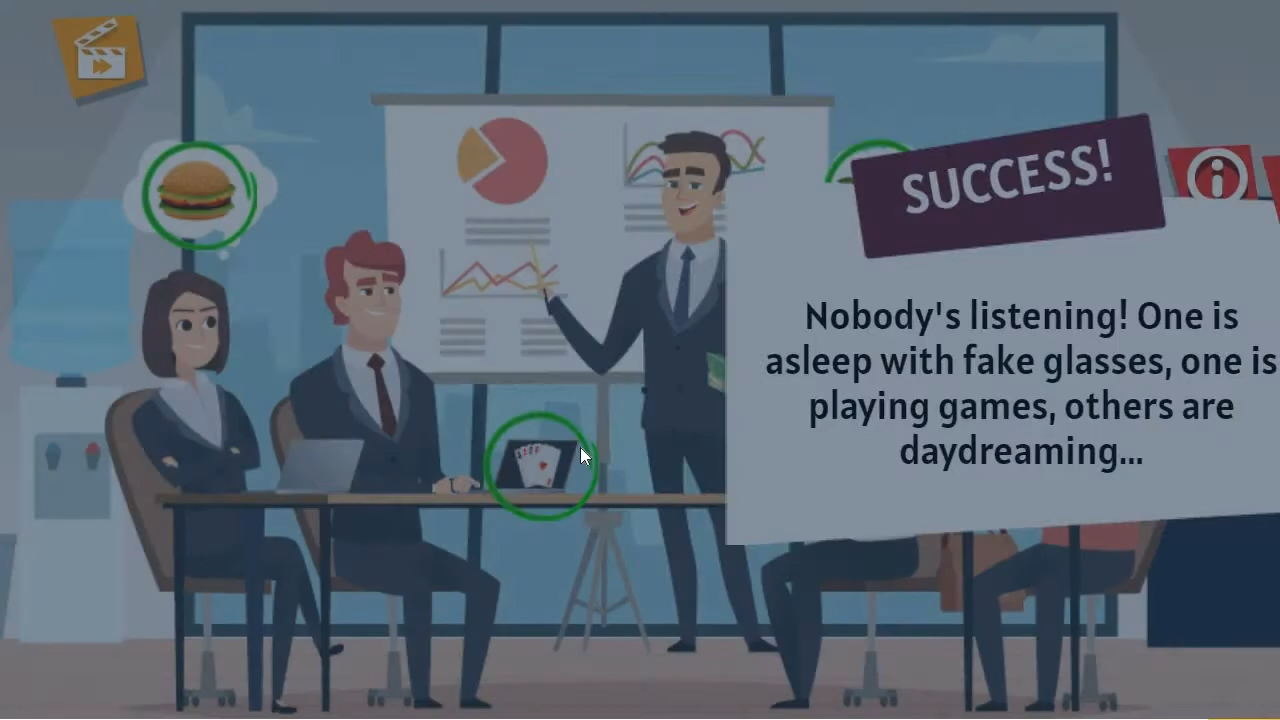 SUCCESS!
Nobody's listening! One is
asleep with fake glasses, one is
playing games, others are
daydreaming...